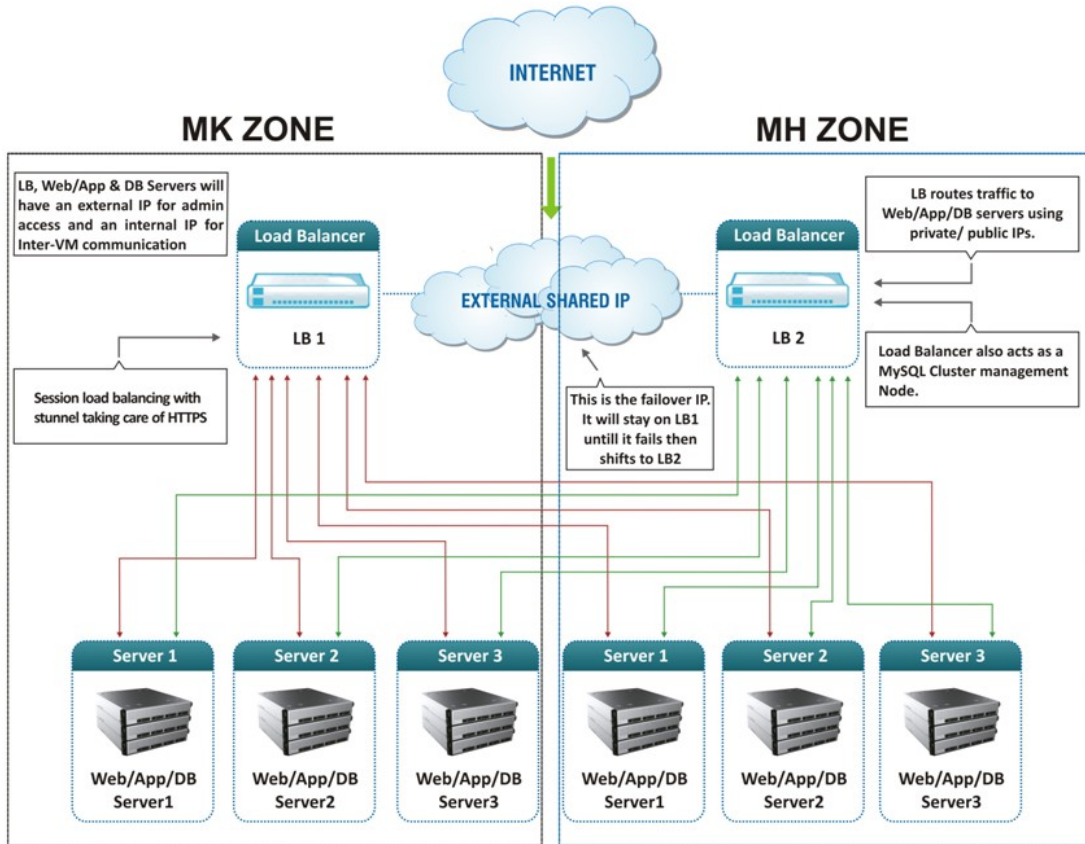 INTERNET
MK ZONE
MH ZONE
LB, Web/App & DB Servers will
have an external IP for admin
access and an internal IP for
Inter-VM communication
Load Balancer
LB 1
EXTERNAL SHARED IP
Load Balancer
LB 2
LB routes traffic to
Web/App/DB servers using
private/ public IPs.
Session load balancing with
stunnel taking care of HTTPS
This is the failover IP.
It will stay on LB1
untill it fails then
shifts to LB2
Load Balancer also acts as a
MySQL Cluster management
Node.
Server 1
Web/App/DB
Server1
Server 2
Web/App/DB
Server2
Server 3
Web/App/DB
Server3
Server 1
Web/App/DB
Server1
Server 2
Web/App/DB
Server2
Server 3
Web/App/DB
Server3